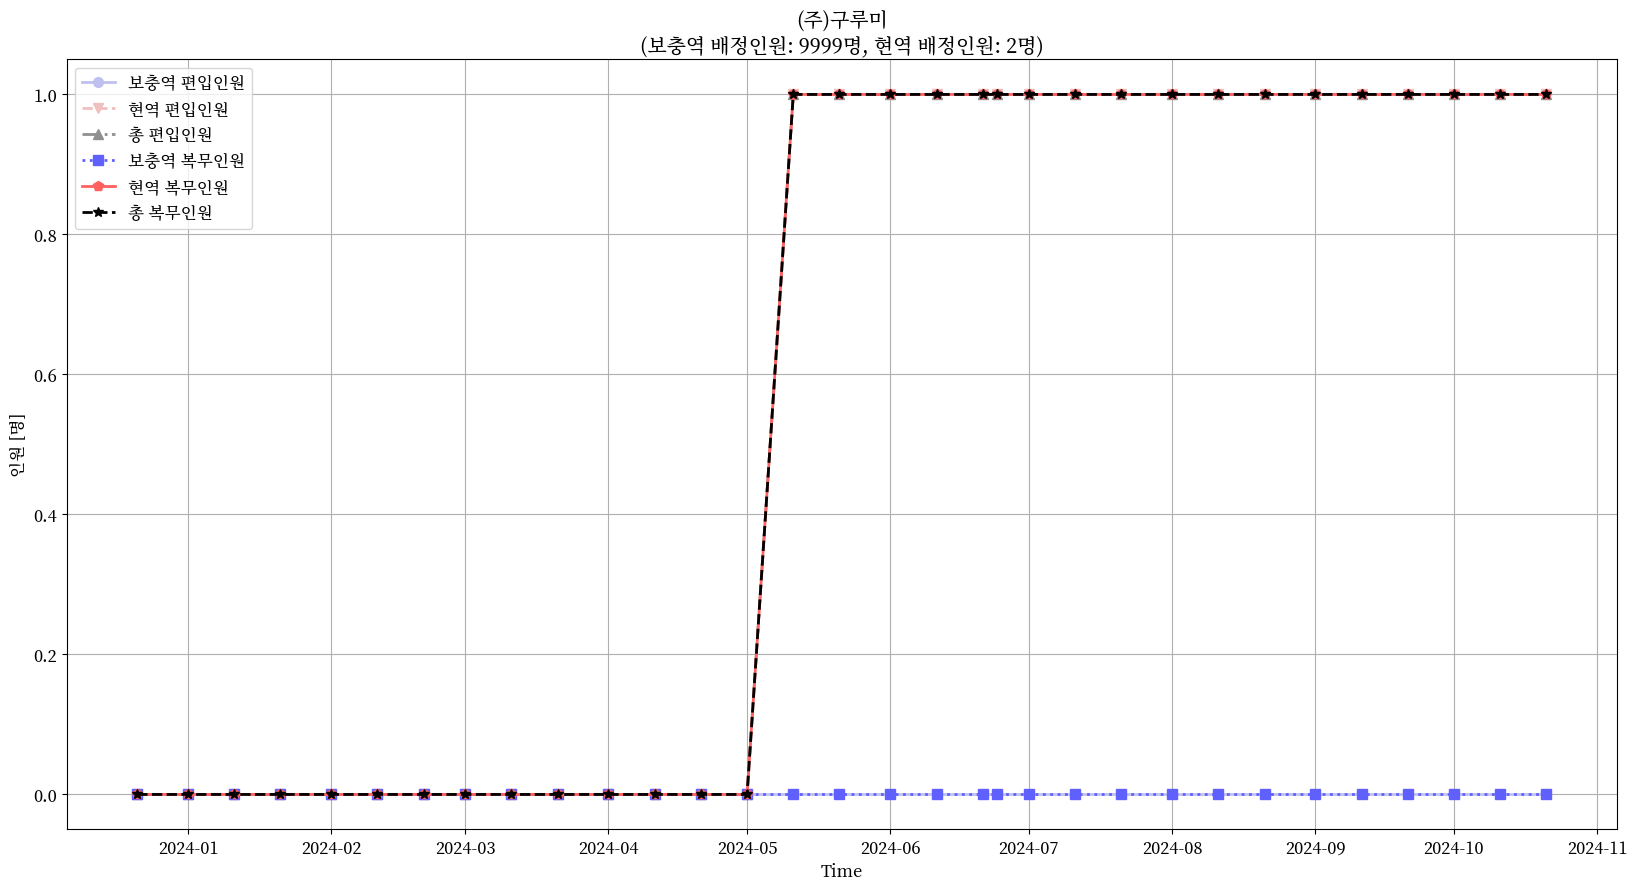 (주)구루미
(보충역 배정인원: 9999명, 현역 배정인원: 2명)
보충역 편입인원
현역 편입인원
총 편입인원
보충역 복무인원
현역 복무인원
총 복무인원
1.0
0.8
0.6
0.4
0.2
0.0
인원 [명]
2024-01
2024-02
2024-03
2024-04
2024-05
2024-06
2024-07
2024-08
2024-09
2024-10
2024-11
Time